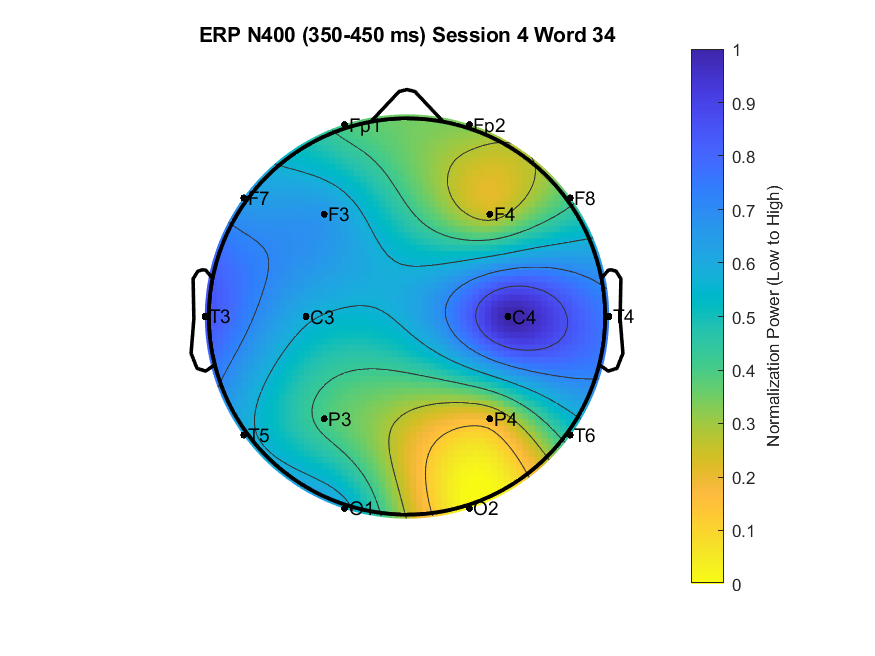 ERP N400 (350-450 ms) Session 4 Word 34
Fp1
Fp2
F7
F3
F4
F8
T3
C3
C4
T4
T5
P3
P4
T6
O1
O2
1
0.9
0.8
0.7
0.6
0.5
0.4
0.3
0.2
0.1
0
Normalization Power (Low to High)